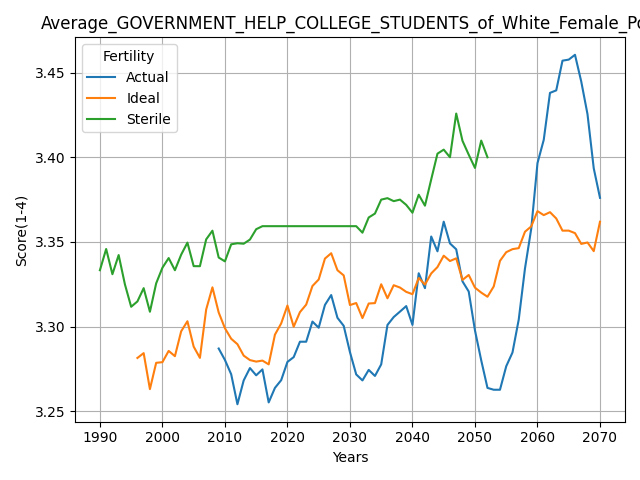 Average_GOVERNMENT_HELP_COLLEGE_STUDENTS_of_White_Female_Po
Fertility
Actual
Ideal
Sterile
Score(1-4)
3.45
3.40
3.35
3.30
3.25
1990 2000 2010 2020 2030 2040 2050 2060 2070
Years